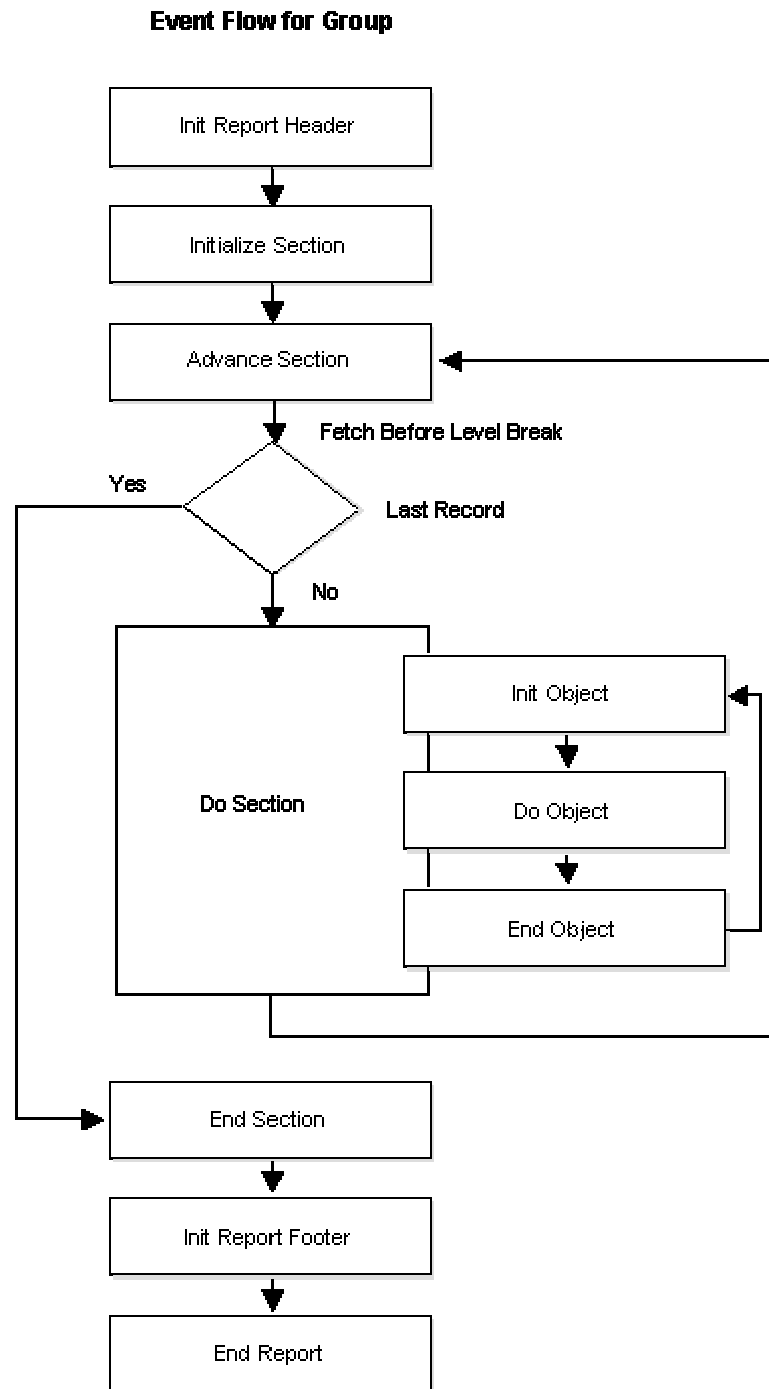 Event Flow for Group
Init Report Header
Initialize Section
Advance Section
Fetch Before Level Break
Yes
Last Record
No
Init Object
Do Section
Do Object
End Object
End Section
Init Report Footer
End Report